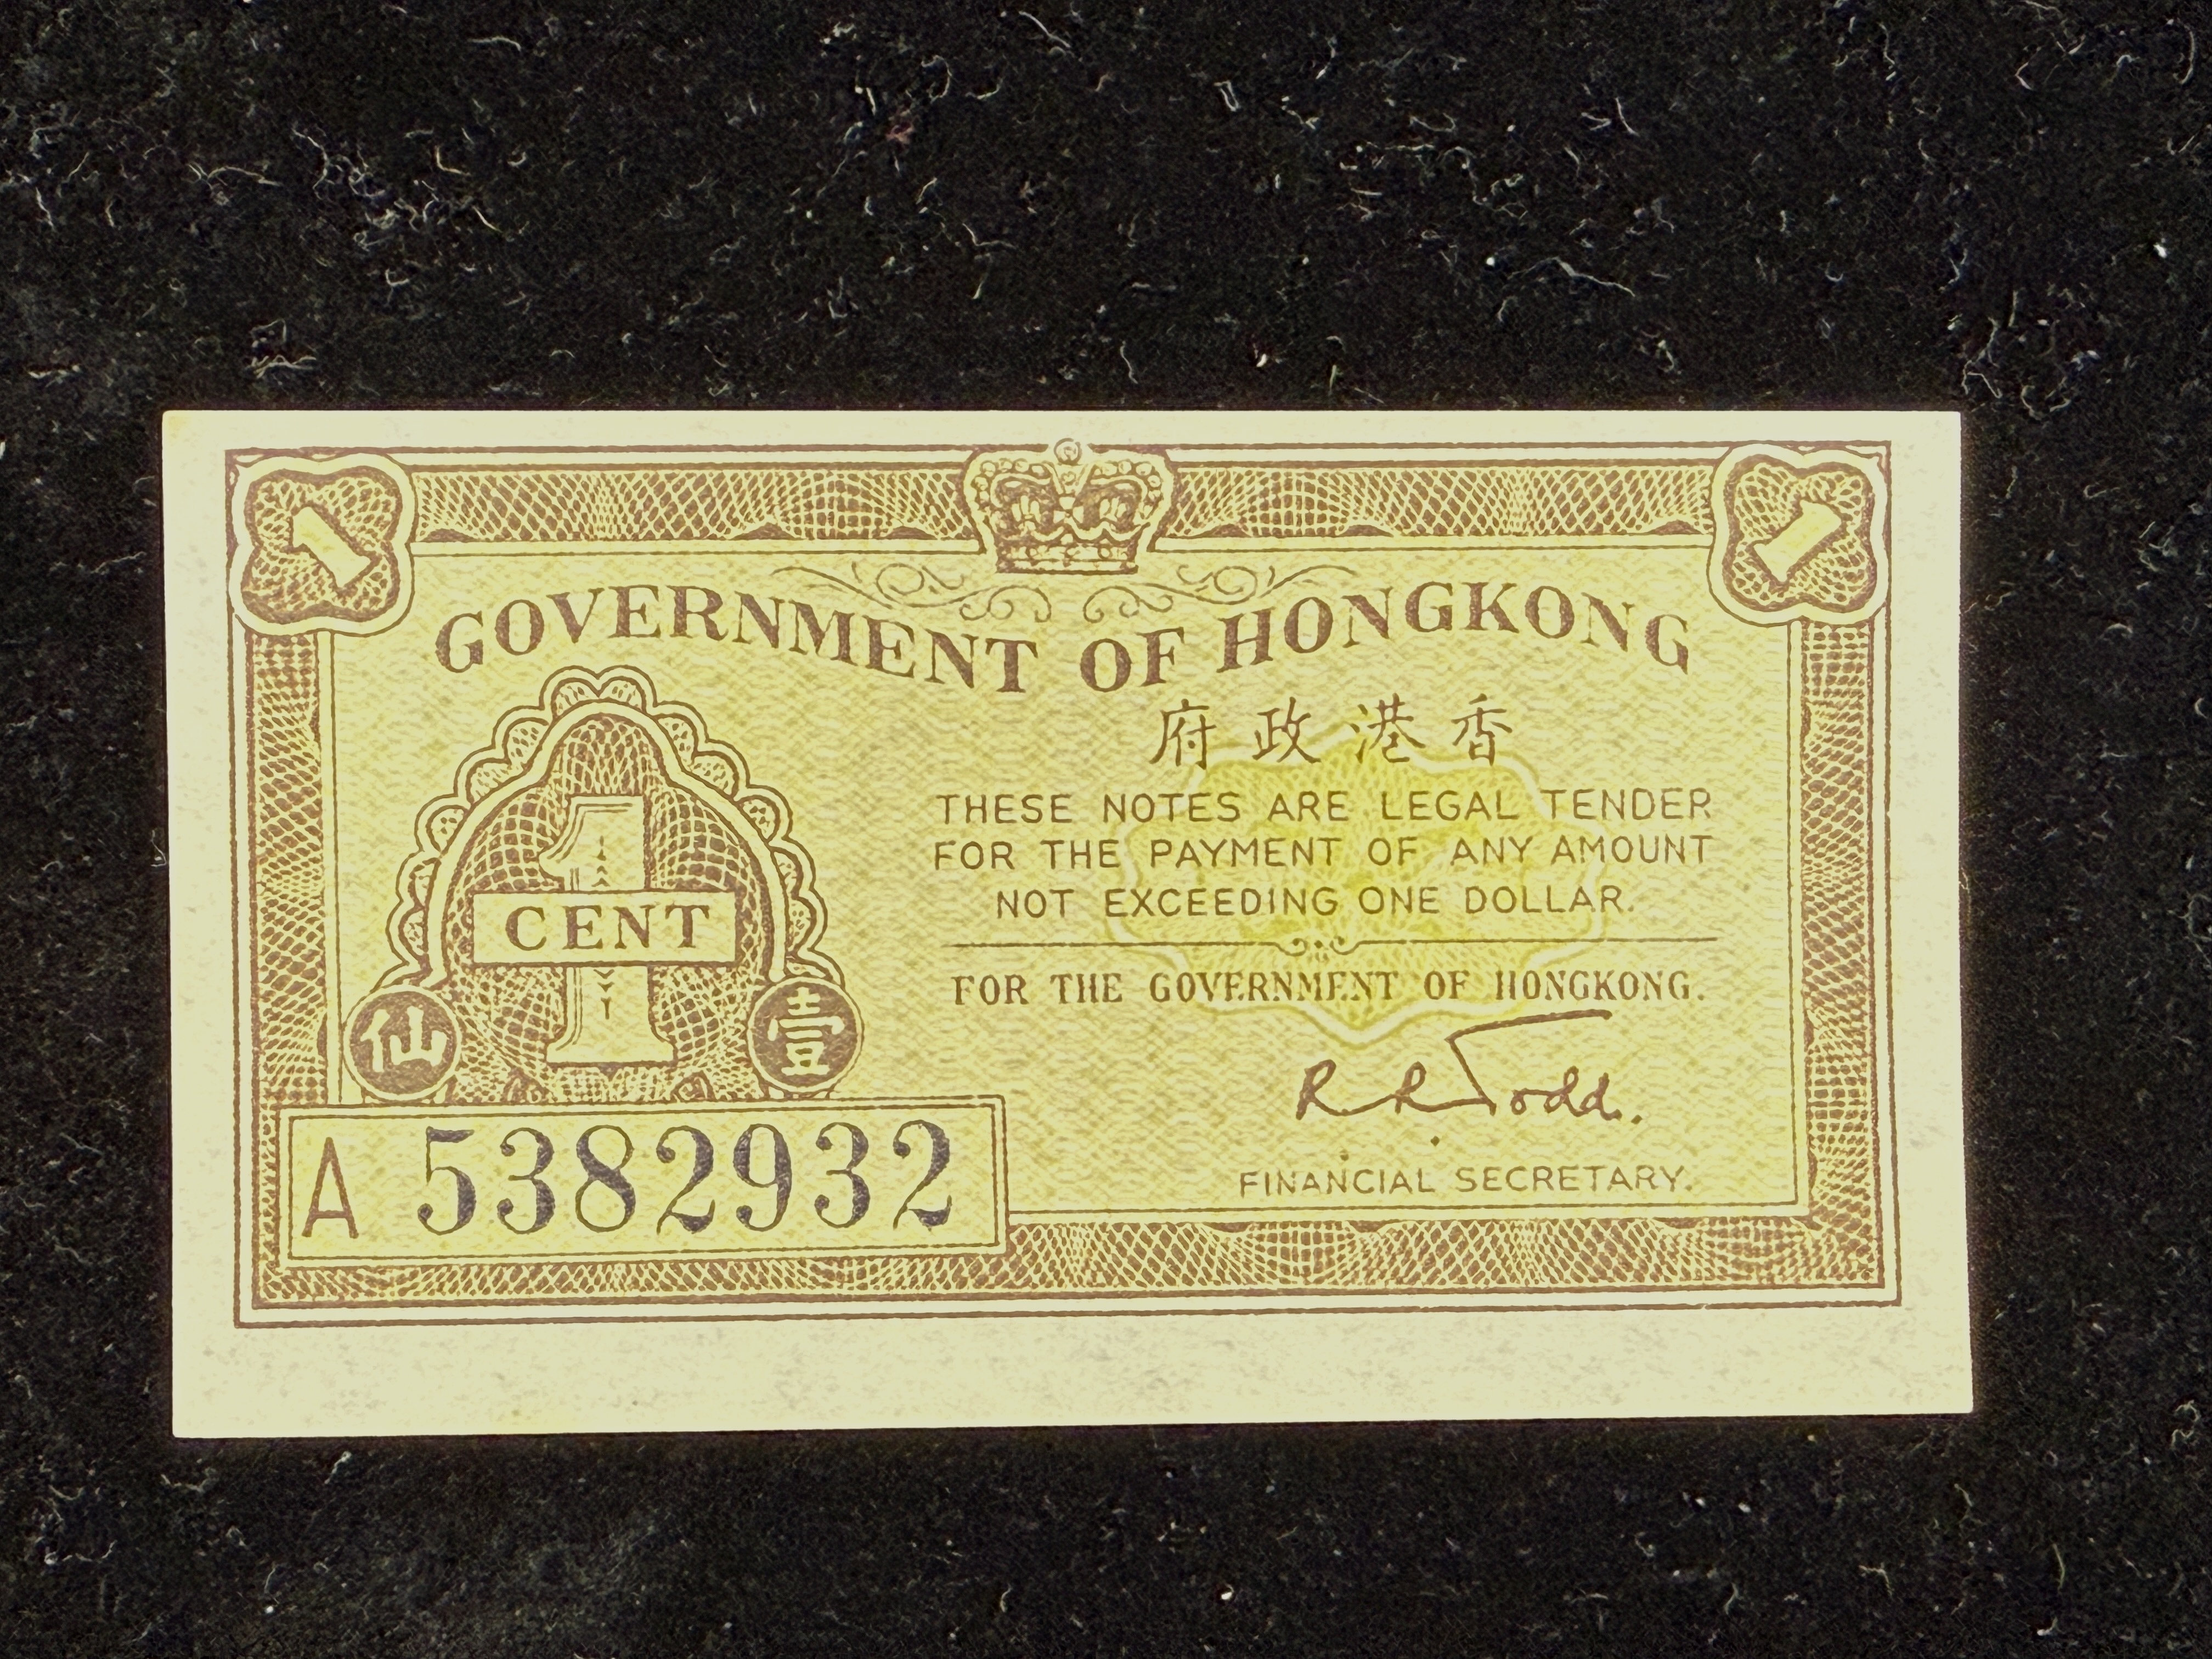 1 1
GOVERNMENT OF HONGKONG
府政港香
THESE NOTES ARE LEGAL TENDER
FOR THE PAYMENT OF ANY AMOUNT
NOT EXCEEDING ONE DOLLAR.
1
CENT
仙 壹
FOR THE GOVERNMENT OF HONGKONG.
R R Todd.
FINANCIAL SECRETARY.
A 5382932